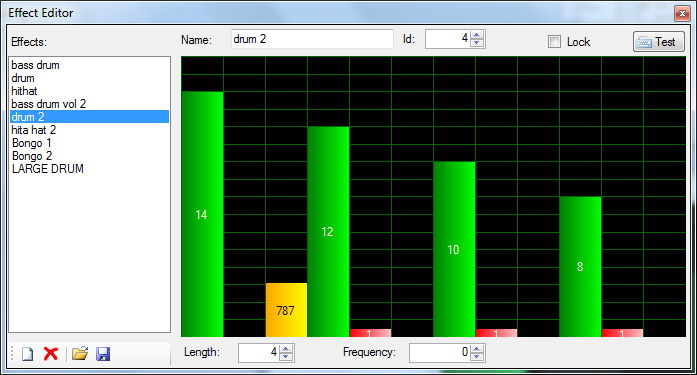 Effect Editor
Effects:
Name: drum 2 Id: 4 Lock Test
bass drum
drum
hithat
bass drum vol 2
drum 2
hita hat 2
Bongo 1
Bongo 2
LARGE DRUM
14
787
12
1
10
1
8
1
Length: 4 Frequency: 0